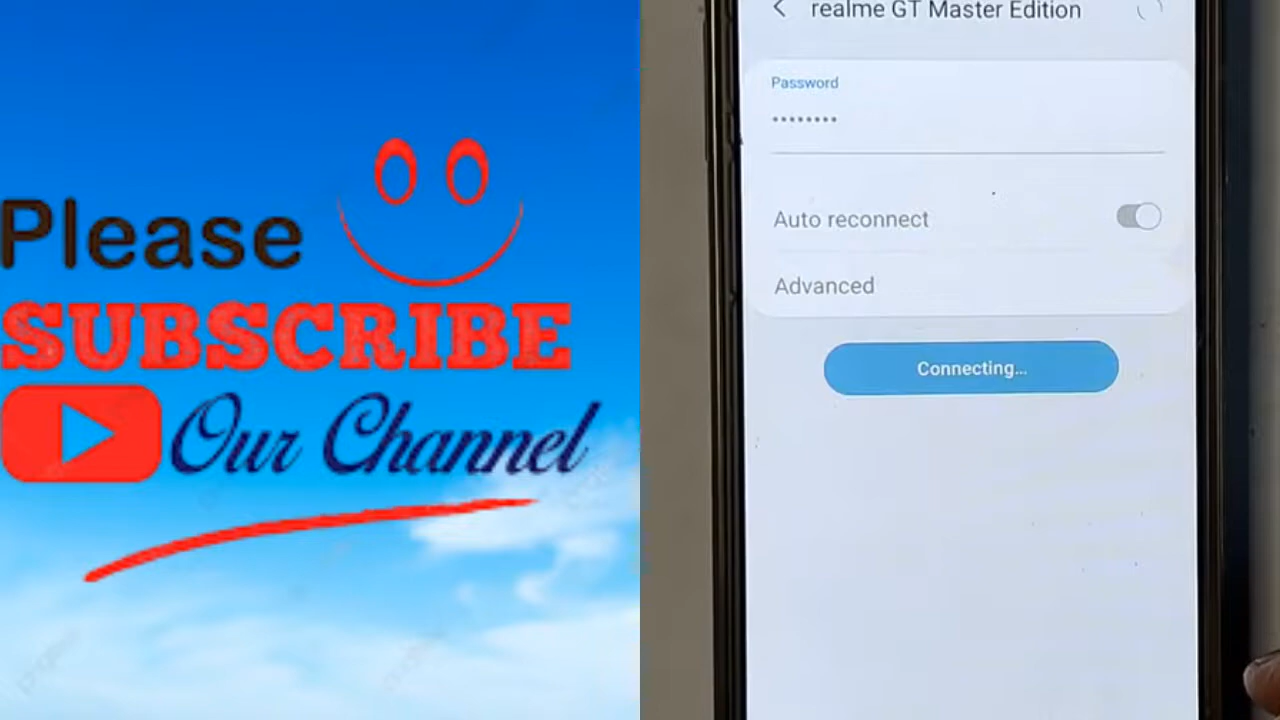 Please
SUBSCRIBE
Our Channel
realme GT Master Edition
Password
••••••••
Auto reconnect
Advanced
Connecting...